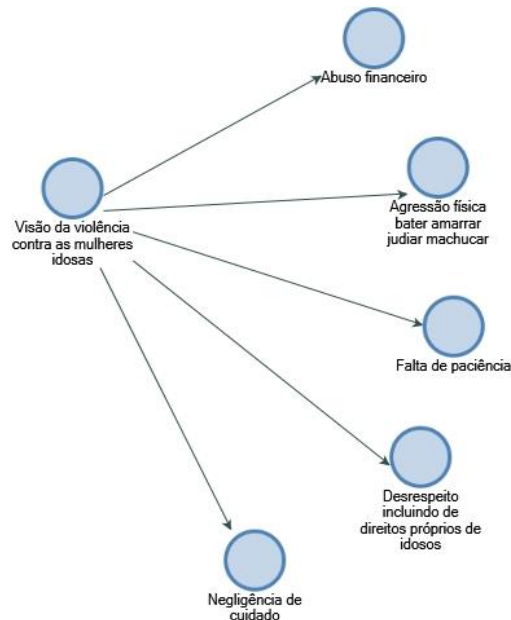 Abuso financeiro
Visão da violência
contra as mulheres
idosas
Agressão física
bater amarrar
judiar machucar
Falta de paciência
Desrespeito
incluindo de
direitos próprios de
idosos
Negligência de
cuidado